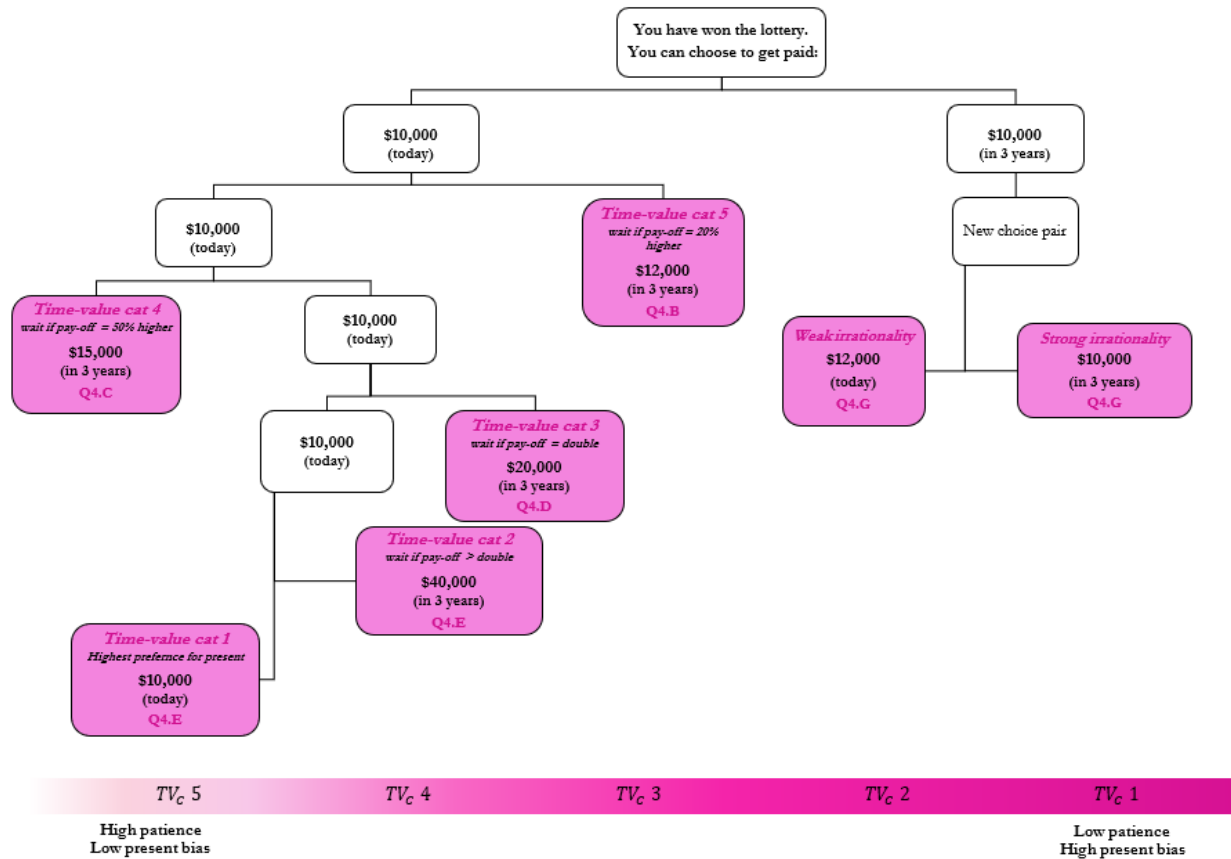 You have won the lottery.
You can choose to get paid:
$10,000
(today)
$10,000
(in 3 years)
$10,000
(today)
Time-value cat 5
wait if pay-off = 20%
higher
$12,000
(in 3 years)
Q4.B
New choice pair
Time-value cat 4
wait if pay-off = 50% higher
$15,000
(in 3 years)
Q4.C
$10,000
(today)
Weak irrationality
$12,000
(today)
Q4.G
Strong irrationality
$10,000
(in 3 years)
Q4.G
$10,000
(today)
Time-value cat 3
wait if pay-off = double
$20,000
(in 3 years)
Q4.D
Time-value cat 2
wait if pay-off > double
$40,000
(in 3 years)
Q4.E
Time-value cat 1
Highest prefernce for present
$10,000
(today)
Q4.E
TVC 5 TVC 4 TVC 3 TVC 2 TVC 1
High patience
Low present bias
Low patience
High present bias